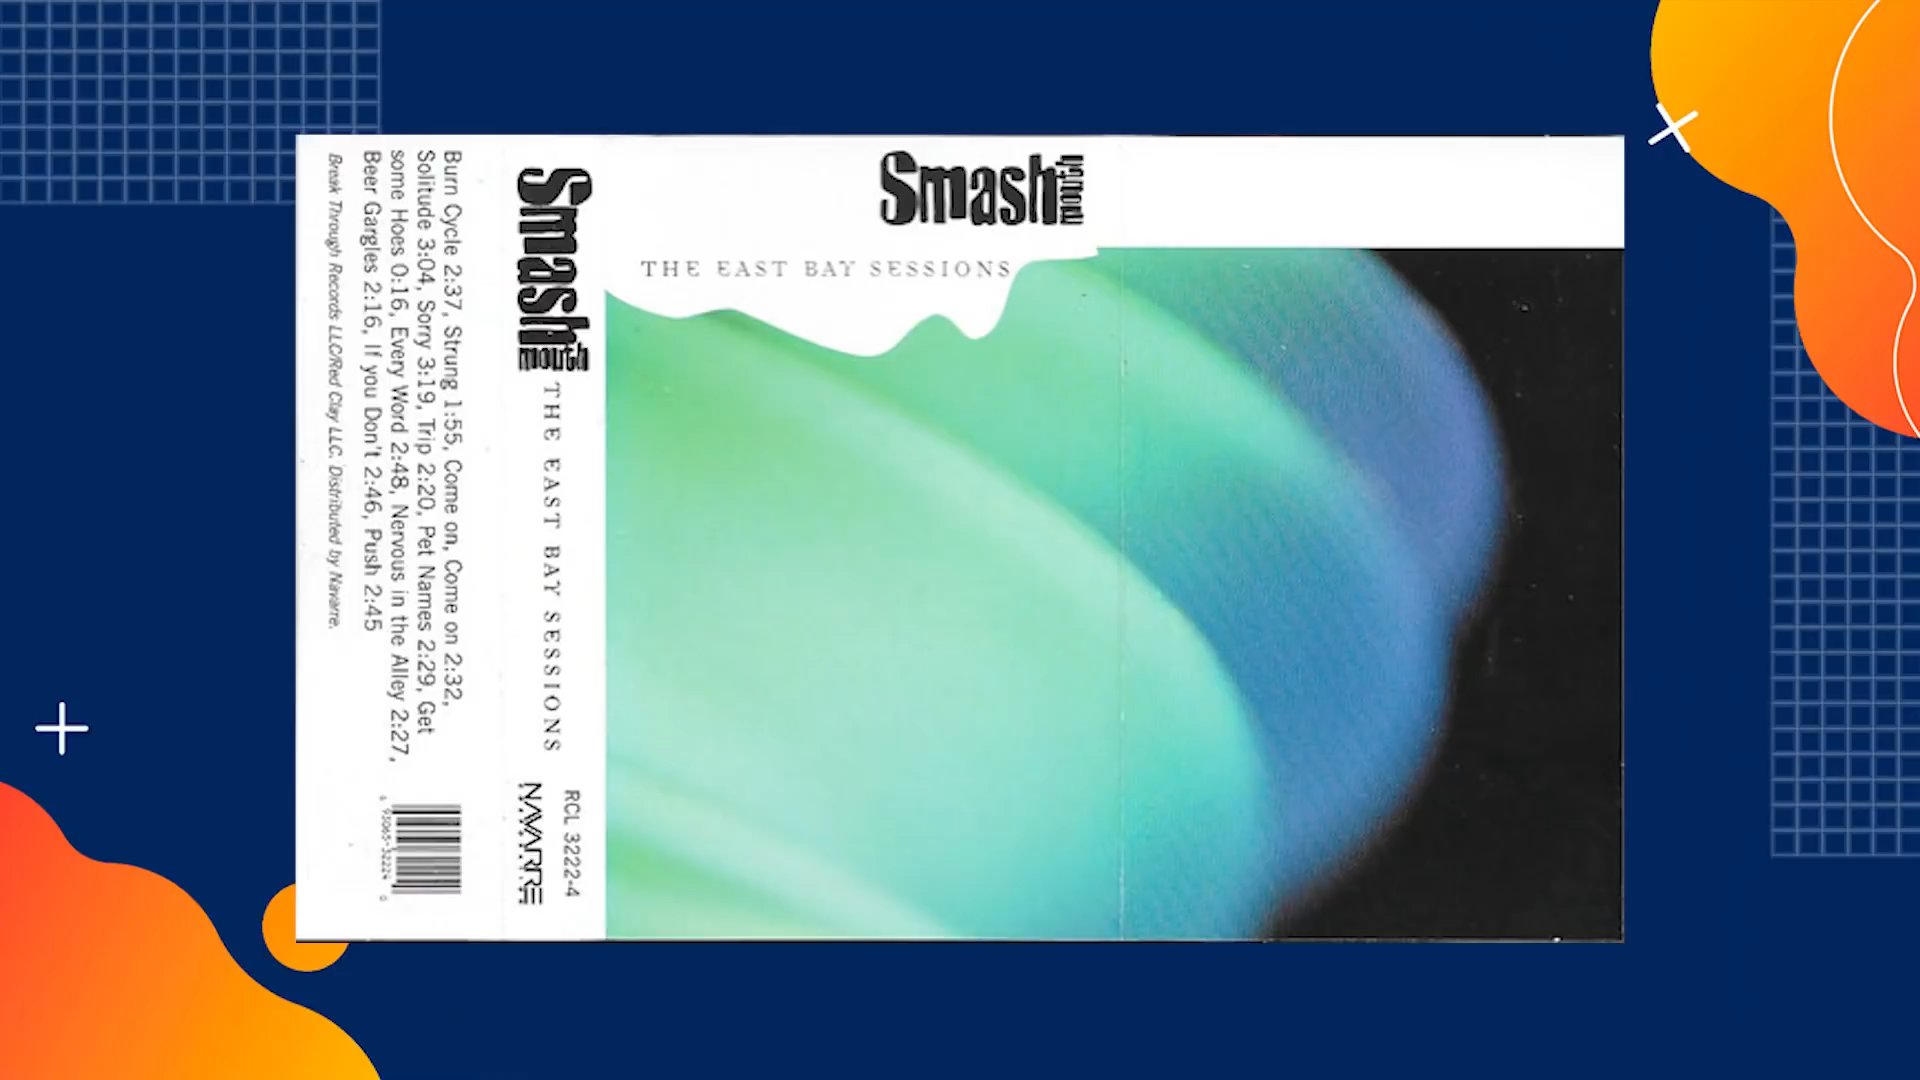 Smash mouth
THE EAST BAY SESSIONS
Smash mouth
THE EAST BAY SESSIONS
RCL 3222-4
NAVARRE
Burn Cycle 2:37, Strung 1:55, Come on, Come on 2:32,
Solitude 3:04, Sorry 3:19, Trip 2:20, Pet Names 2:29, Get
some Hoes 0:16, Every Word 2:48, Nervous in the Alley 2:27,
Beer Gargles 2:16, If you Don't 2:46, Push 2:45
Break Through Records LLC/Red Clay LLC. Distributed by Navarre.